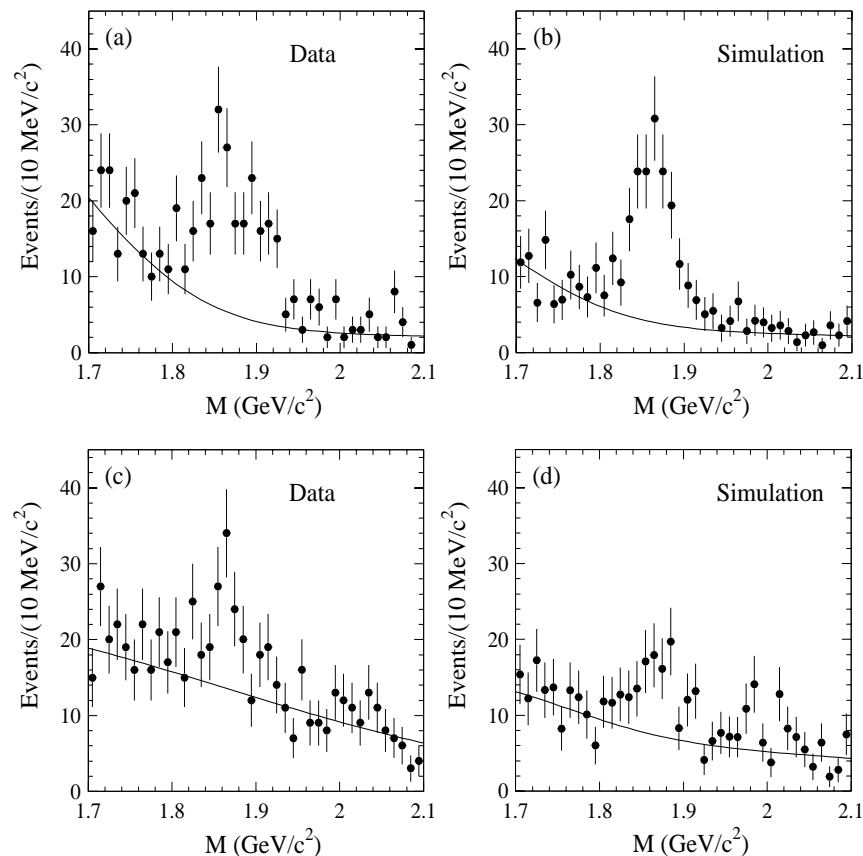 (a)
Data
Events/(10 MeV/c²)
0
10
20
30
40
1.7
1.8
1.9
2
2.1
M (GeV/c²)
(b)
Simulation
Events/(10 MeV/c²)
0
10
20
30
40
1.7
1.8
1.9
2
2.1
M (GeV/c²)
(c)
Data
Events/(10 MeV/c²)
0
10
20
30
40
1.7
1.8
1.9
2
2.1
M (GeV/c²)
(d)
Simulation
Events/(10 MeV/c²)
0
10
20
30
40
1.7
1.8
1.9
2
2.1
M (GeV/c²)